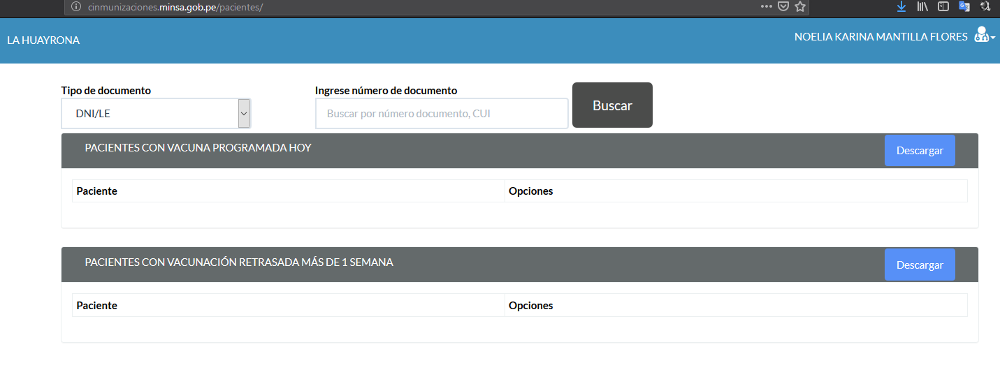 cinmunizaciones.minsa.gob.pe/pacientes/
LA HUAYRONA
NOELIA KARINA MANTILLA FLORES
Tipo de documento
Ingrese número de documento
DNI/LE
Buscar por número documento, CUI
Buscar
PACIENTES CON VACUNA PROGRAMADA HOY
Descargar
Paciente
Opciones
PACIENTES CON VACUNACIÓN RETRASADA MÁS DE 1 SEMANA
Descargar
Paciente
Opciones